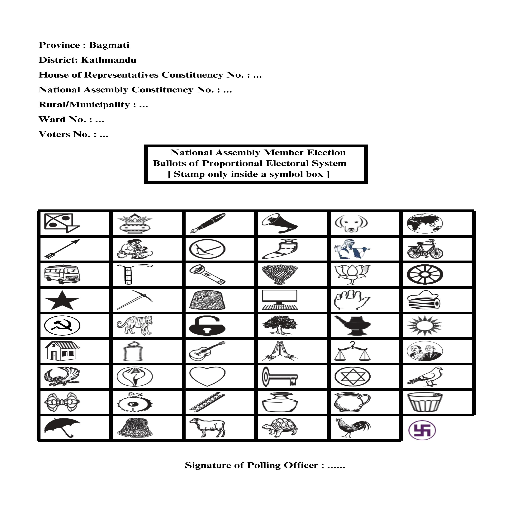 Province : Bagmati
District: Kathmandu
House of Representatives Constituency No. : ...
National Assembly Constituency No. : ...
Rural/Municipality : ...
Ward No. : ...
Voters No. : ...
National Assembly Member Election
Ballots of Proportional Electoral System
[ Stamp only inside a symbol box ]
Signature of Polling Officer : ......